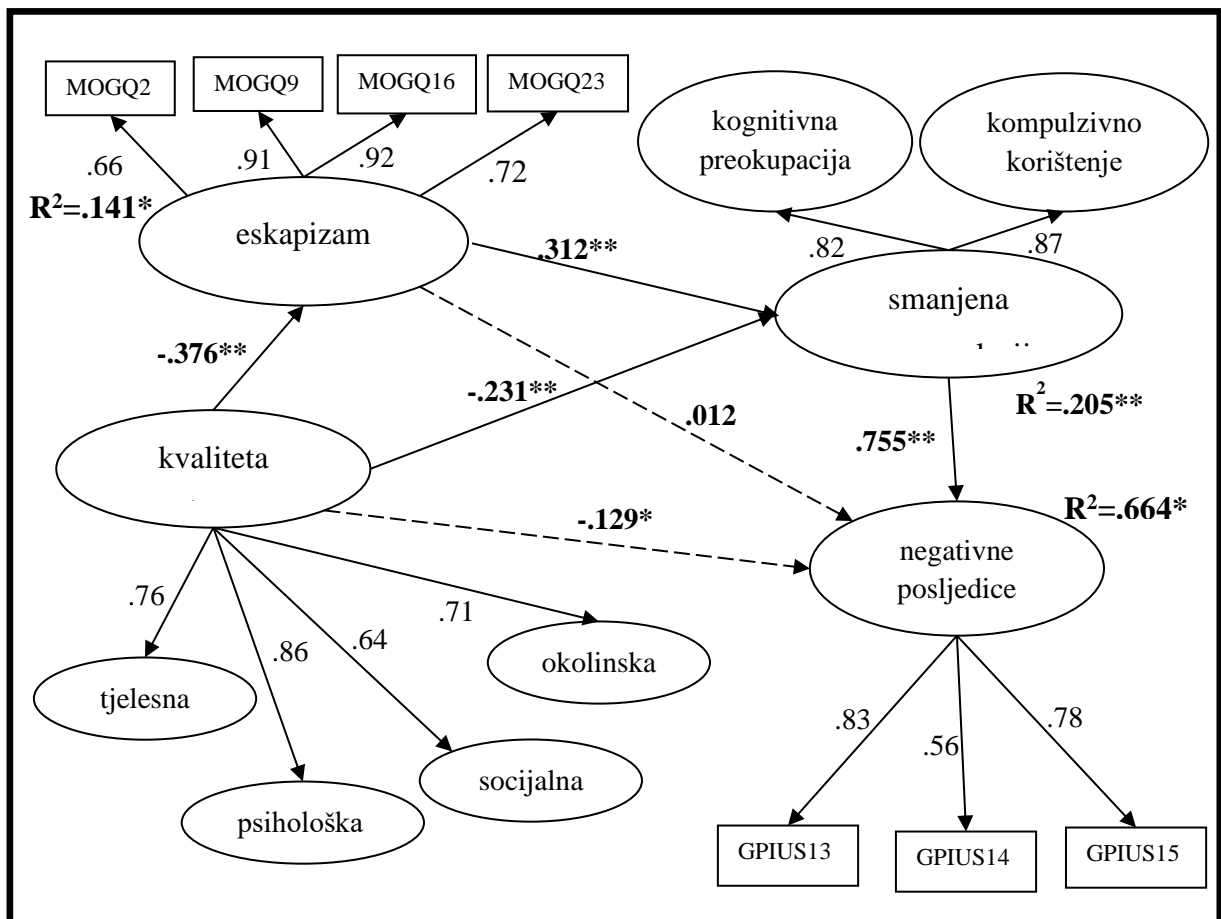 MOGQ2 MOGQ9 MOGQ16 MOGQ23
kognitivna
preokupacija
kompulzivno
korištenje
.66 .91 .92 .72
R²=.141*
eskapizam
.312**
.82 .87
smanjena
-.376**
-.231**
.012
R²=.205**
.755**
kvaliteta
-.129*
R²=.664*
negativne
posljedice
.76 .86 .64 .71
okolinska
tjelesna
socijalna
psihološka
.83 .56 .78
GPIUS13 GPIUS14 GPIUS15